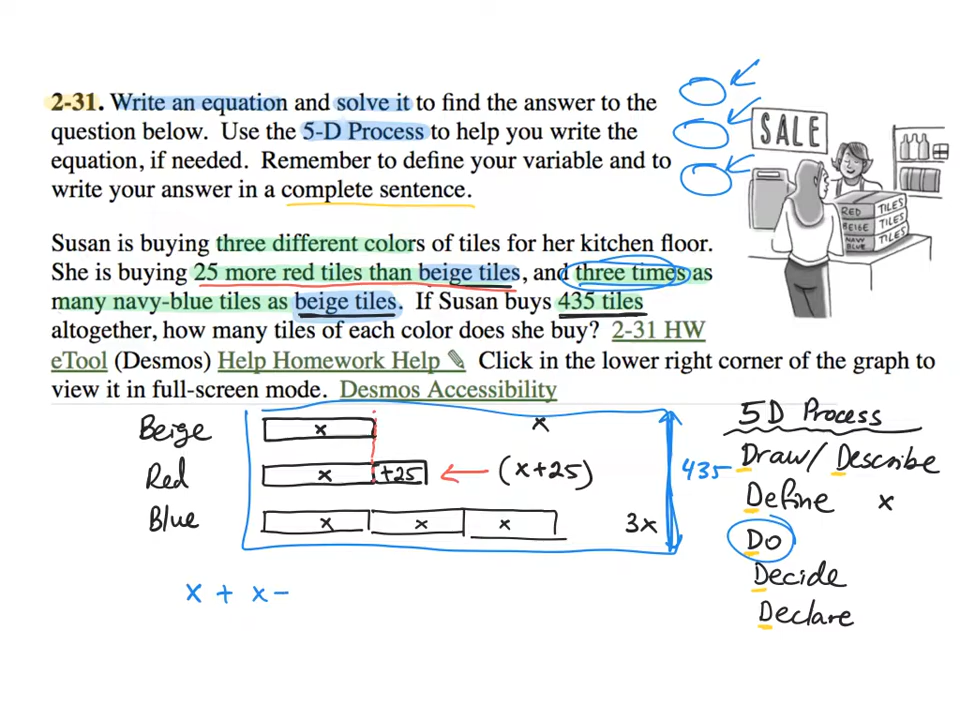 2-31. Write an equation and solve it to find the answer to the
question below. Use the 5-D Process to help you write the
equation, if needed. Remember to define your variable and to
write your answer in a complete sentence.
SALE
RED TILES
BEIGE TILES
NAVY BLUE TILES
Susan is buying three different colors of tiles for her kitchen floor.
She is buying 25 more red tiles than beige tiles, and three times as
many navy-blue tiles as beige tiles. If Susan buys 435 tiles
altogether, how many tiles of each color does she buy? 2-31 HW
eTool (Desmos) Help Homework Help ✎ Click in the lower right corner of the graph to
view it in full-screen mode. Desmos Accessibility
Beige x x
Red x +25 (x+25) 435
Blue x x x 3x
x + x -
5D Process
Draw/Describe
Define x
Do
Decide
Declare